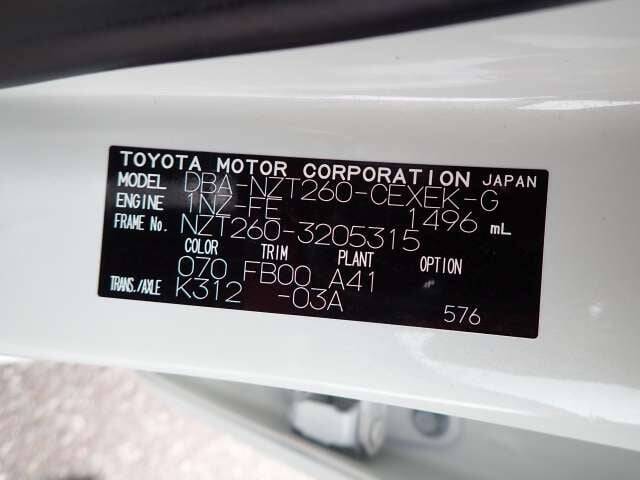 TOYOTA MOTOR CORPORATION JAPAN
MODEL DBA-NZT260-CEXEK-G
ENGINE 1NZ-FE 1496 mL
FRAME No. NZT260-3205315
COLOR TRIM PLANT OPTION
070 FB00 A41
TRANS./AXLE K312 -03A
576